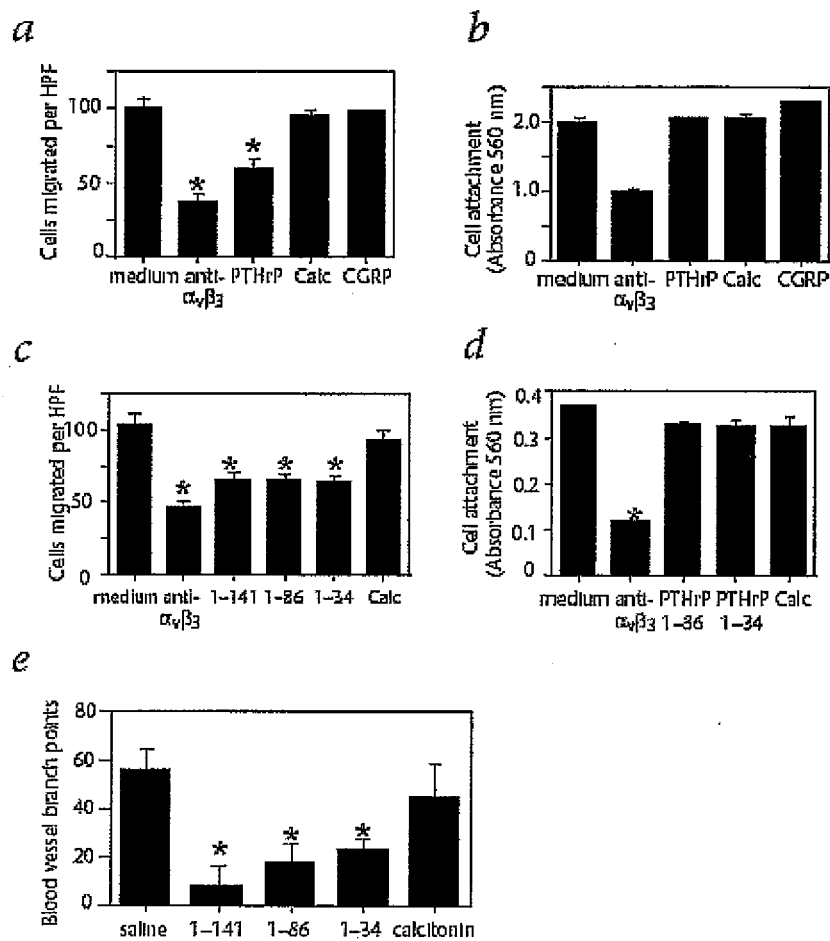 a
Cells migrated per HPF
100
50
0
medium anti-αvβ3 PTHrP Calc CGRP
b
Cell attachment (Absorbance 560 nm)
2.0
1.0
0
medium anti-αvβ3 PTHrP Calc CGRP
c
Cells migrated per HPF
100
50
0
medium anti-αvβ3 1–141 1–86 1–34 Calc
d
Cell attachment (Absorbance 560 nm)
0.4
0.3
0.2
0.1
0
medium anti-αvβ3 PTHrP 1–86 PTHrP 1–34 Calc
e
Blood vessel branch points
80
60
40
20
0
saline 1–141 1–86 1–34 calcitonin